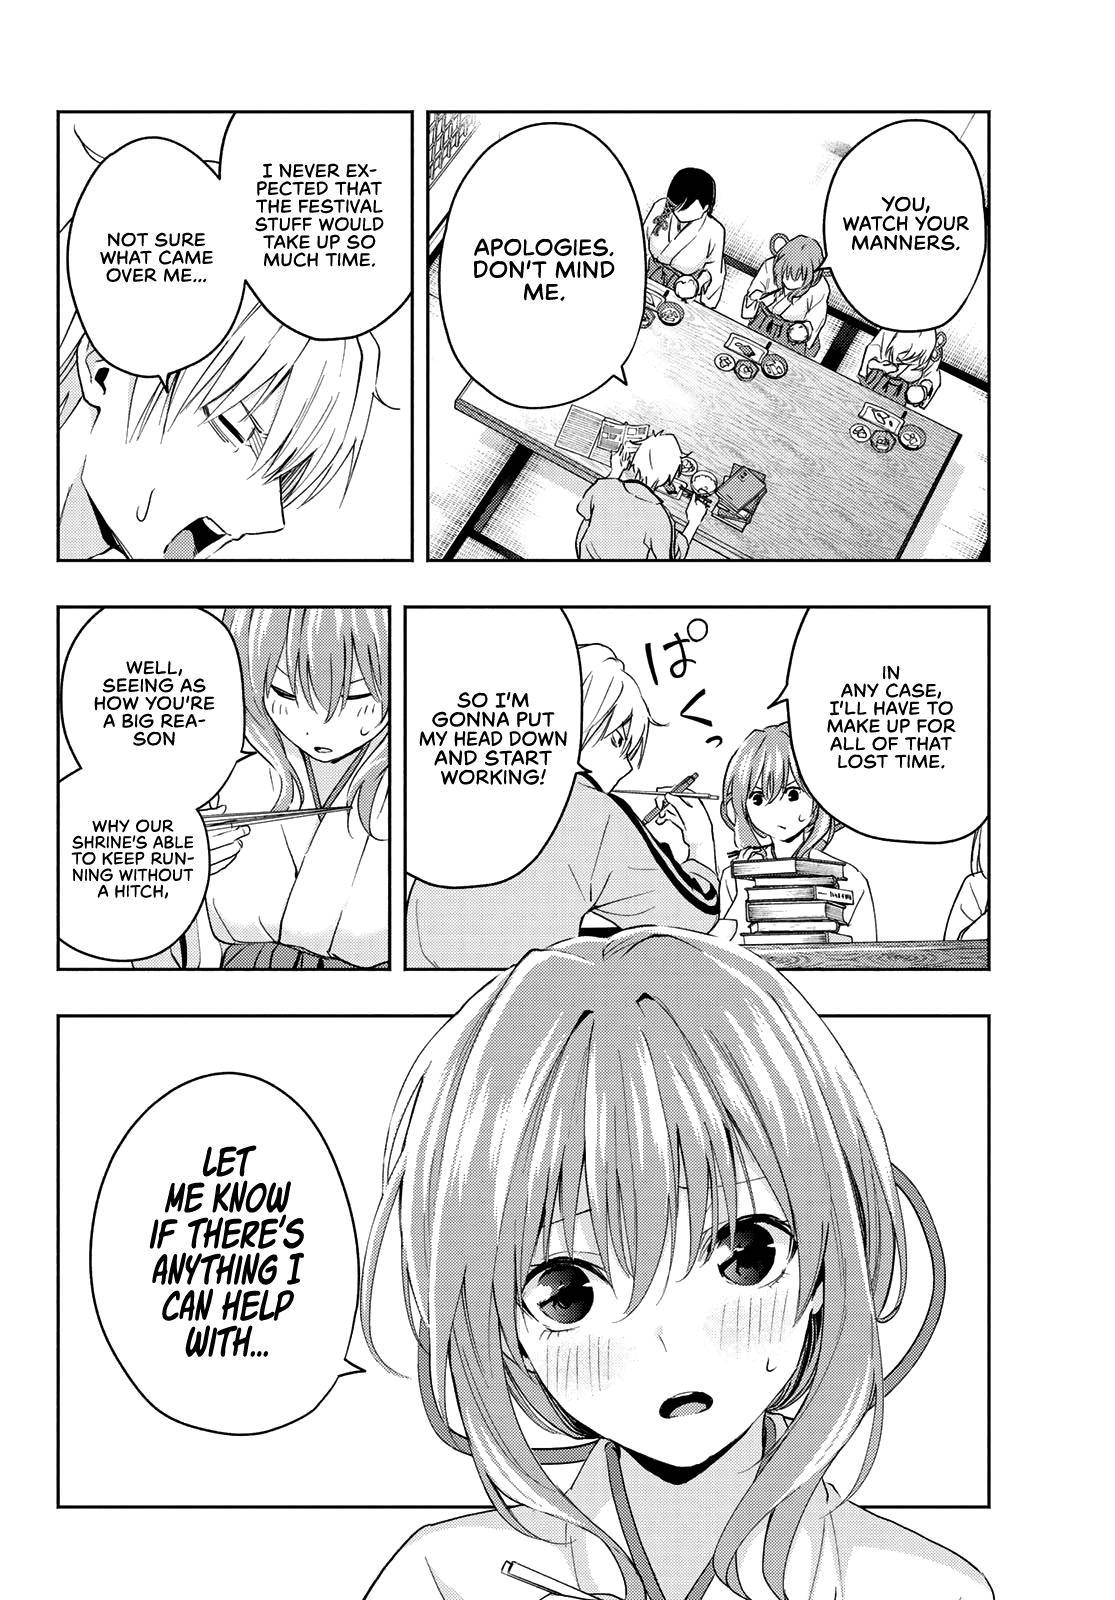 YOU,
WATCH YOUR
MANNERS.
APOLOGIES.
DON'T MIND
ME.
I NEVER EX-
PECTED THAT
THE FESTIVAL
STUFF WOULD
TAKE UP SO
MUCH TIME.
NOT SURE
WHAT CAME
OVER ME...
IN
ANY CASE,
I'LL HAVE TO
MAKE UP FOR
ALL OF THAT
LOST TIME.
ぱくっ
SO I'M
GONNA PUT
MY HEAD DOWN
AND START
WORKING!
WELL,
SEEING AS
HOW YOU'RE
A BIG REA-
SON
WHY OUR
SHRINE'S ABLE
TO KEEP RUN-
NING WITHOUT
A HITCH,
LET
ME KNOW
IF THERE'S
ANYTHING I
CAN HELP
WITH...